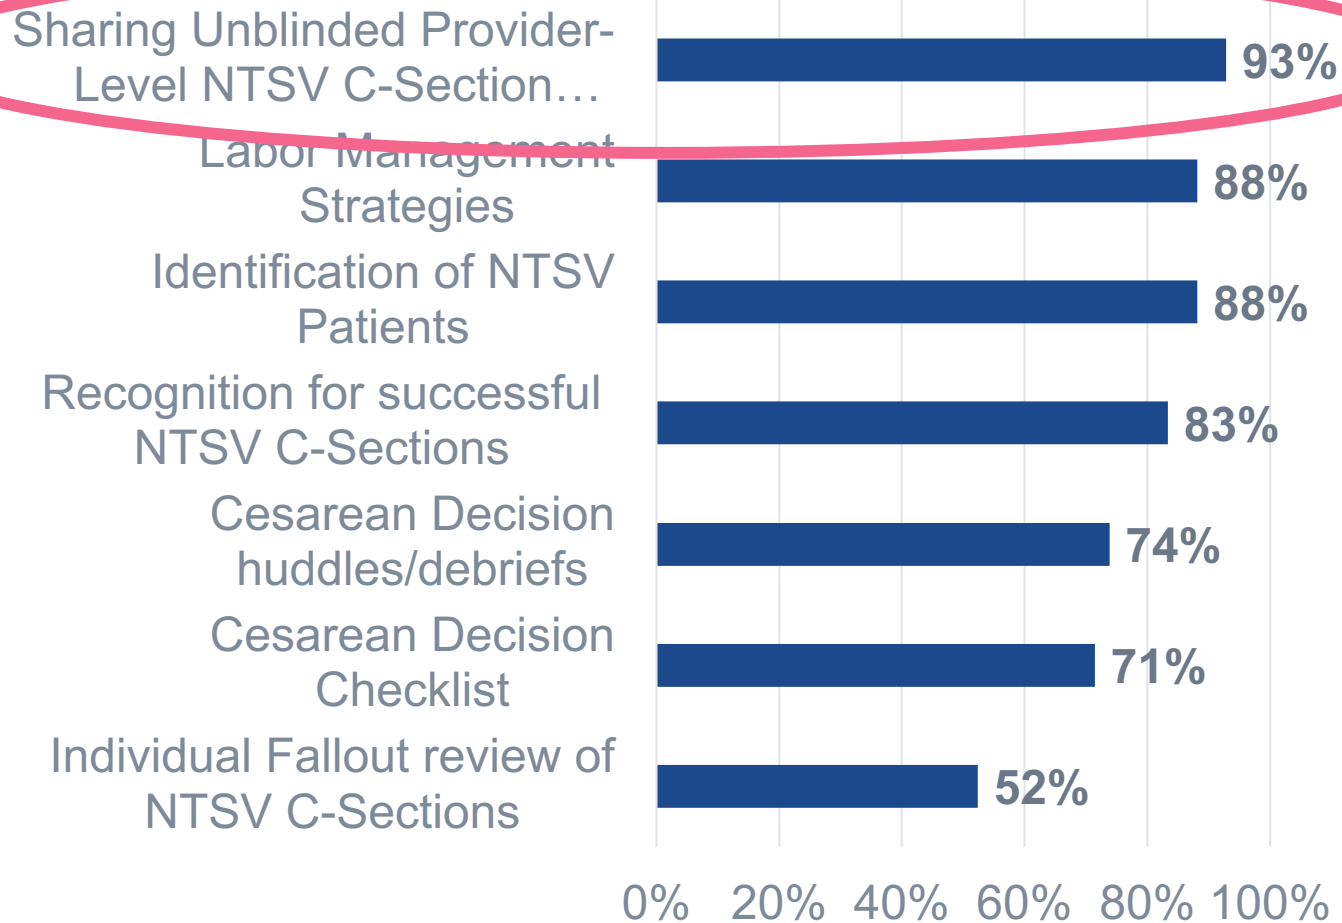 Sharing Unblinded Provider-
Level NTSV C-Section…
93%
Labor Management
Strategies
88%
Identification of NTSV
Patients
88%
Recognition for successful
NTSV C-Sections
83%
Cesarean Decision
huddles/debriefs
74%
Cesarean Decision
Checklist
71%
Individual Fallout review of
NTSV C-Sections
52%
0% 20% 40% 60% 80% 100%